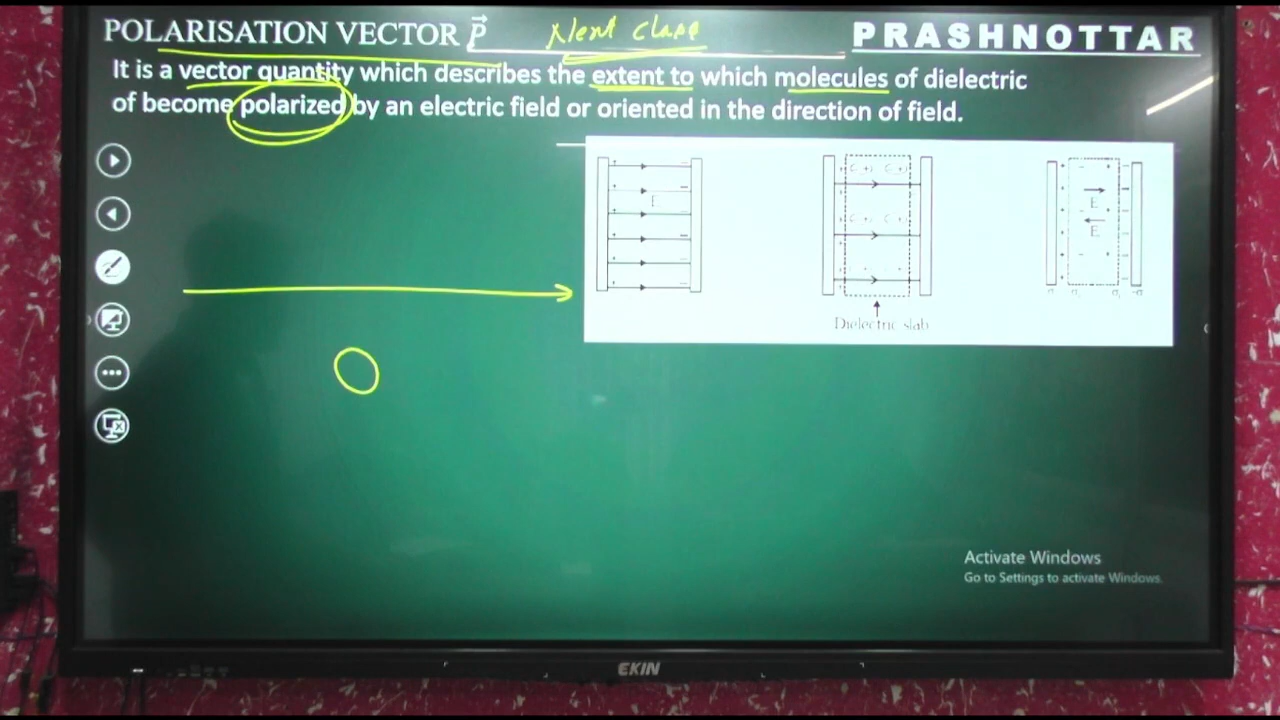 POLARISATION VECTOR P⃗ Next class
PRASHNOTTAR
It is a vector quantity which describes the extent to which molecules of dielectric
of become polarized by an electric field or oriented in the direction of field.
E
E
E
Dielectric slab
σ -σ
Activate Windows
Go to Settings to activate Windows.
EKIN